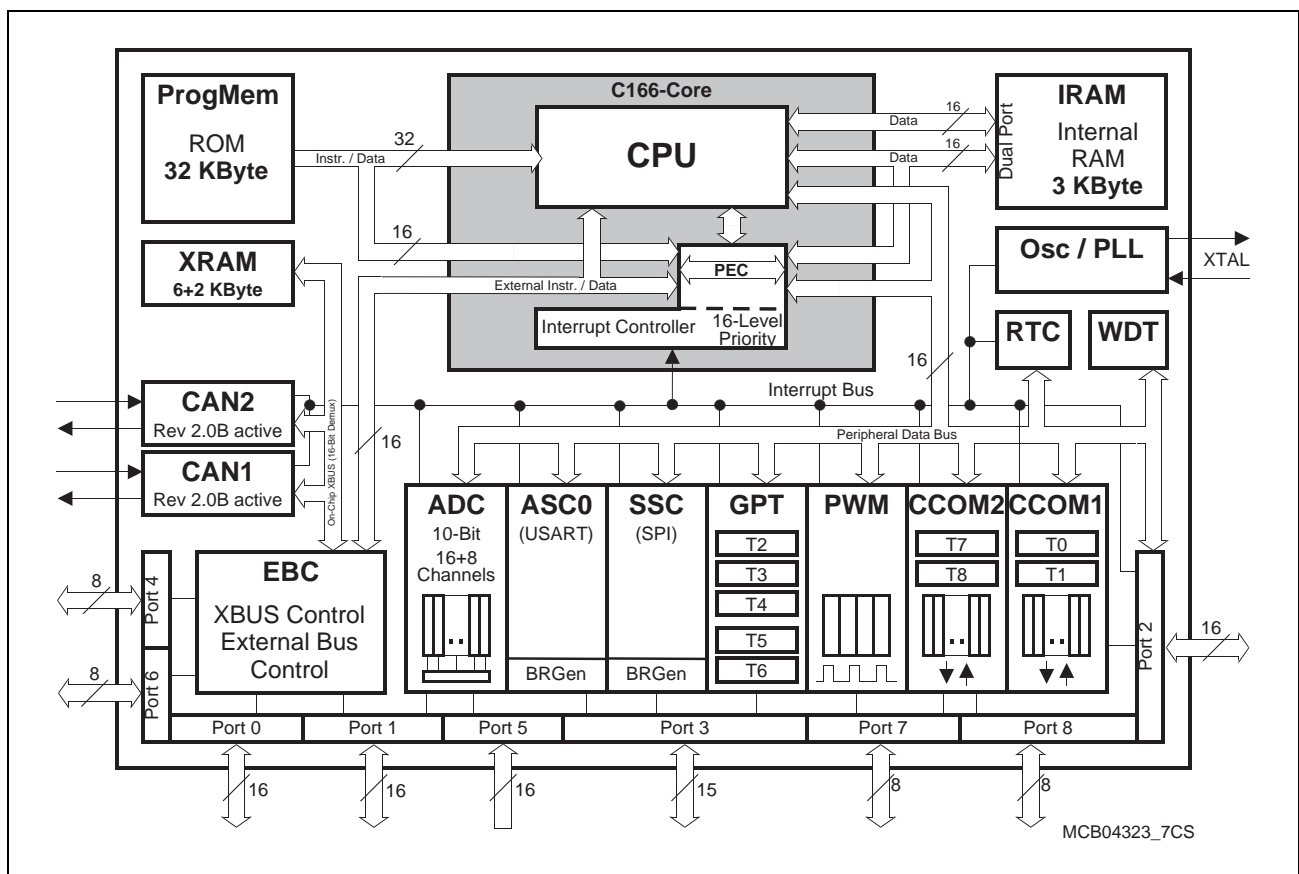 ProgMem
ROM
32 KByte
C166-Core
CPU
IRAM
Dual Port
Internal
RAM
3 KByte
32
Instr. / Data
16
Data
16
Data
16
XRAM
6+2 KByte
External Instr. / Data
PEC
Interrupt Controller
16-Level
Priority
Osc / PLL
XTAL
RTC
WDT
16
Interrupt Bus
Peripheral Data Bus
CAN2
Rev 2.0B active
CAN1
Rev 2.0B active
On-Chip XBUS (16-Bit Demux)
16
EBC
XBUS Control
External Bus
Control
ADC
10-Bit
16+8
Channels
ASC0
(USART)
BRGen
SSC
(SPI)
BRGen
GPT
T2
T3
T4
T5
T6
PWM
CCOM2
T7
T8
CCOM1
T0
T1
8
Port 4
8
Port 6
Port 2
16
Port 0
Port 1
Port 5
Port 3
Port 7
Port 8
16
16
16
15
8
8
MCB04323_7CS